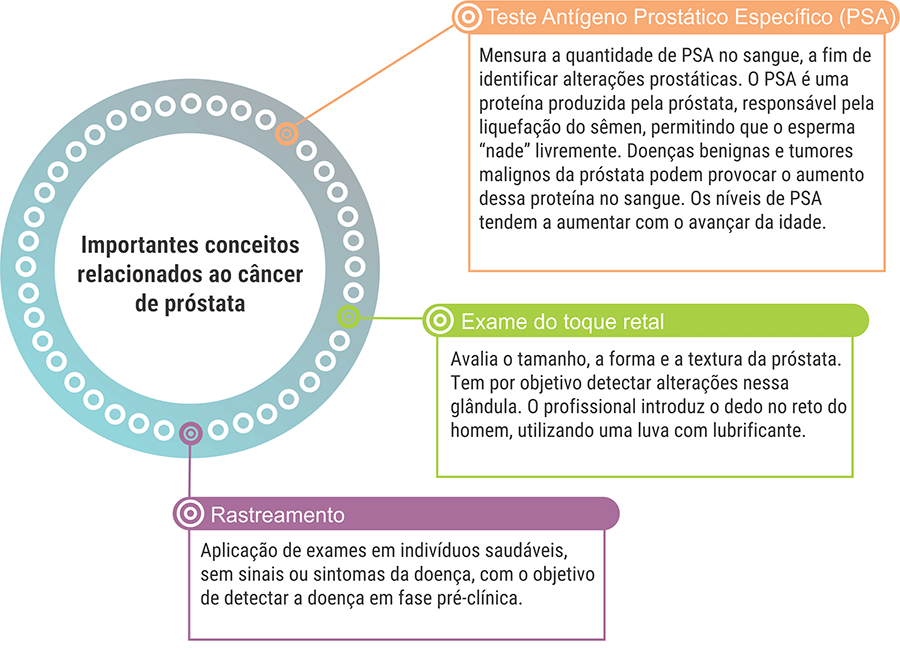 Teste Antígeno Prostático Específico (PSA)
Mensura a quantidade de PSA no sangue, a fim de
identificar alterações prostáticas. O PSA é uma
proteína produzida pela próstata, responsável pela
liquefação do sêmen, permitindo que o esperma
“nade” livremente. Doenças benignas e tumores
malignos da próstata podem provocar o aumento
dessa proteína no sangue. Os níveis de PSA
tendem a aumentar com o avançar da idade.
Importantes conceitos
relacionados ao câncer
de próstata
Exame do toque retal
Avalia o tamanho, a forma e a textura da próstata.
Tem por objetivo detectar alterações nessa
glândula. O profissional introduz o dedo no reto do
homem, utilizando uma luva com lubrificante.
Rastreamento
Aplicação de exames em indivíduos saudáveis,
sem sinais ou sintomas da doença, com o objetivo
de detectar a doença em fase pré-clínica.